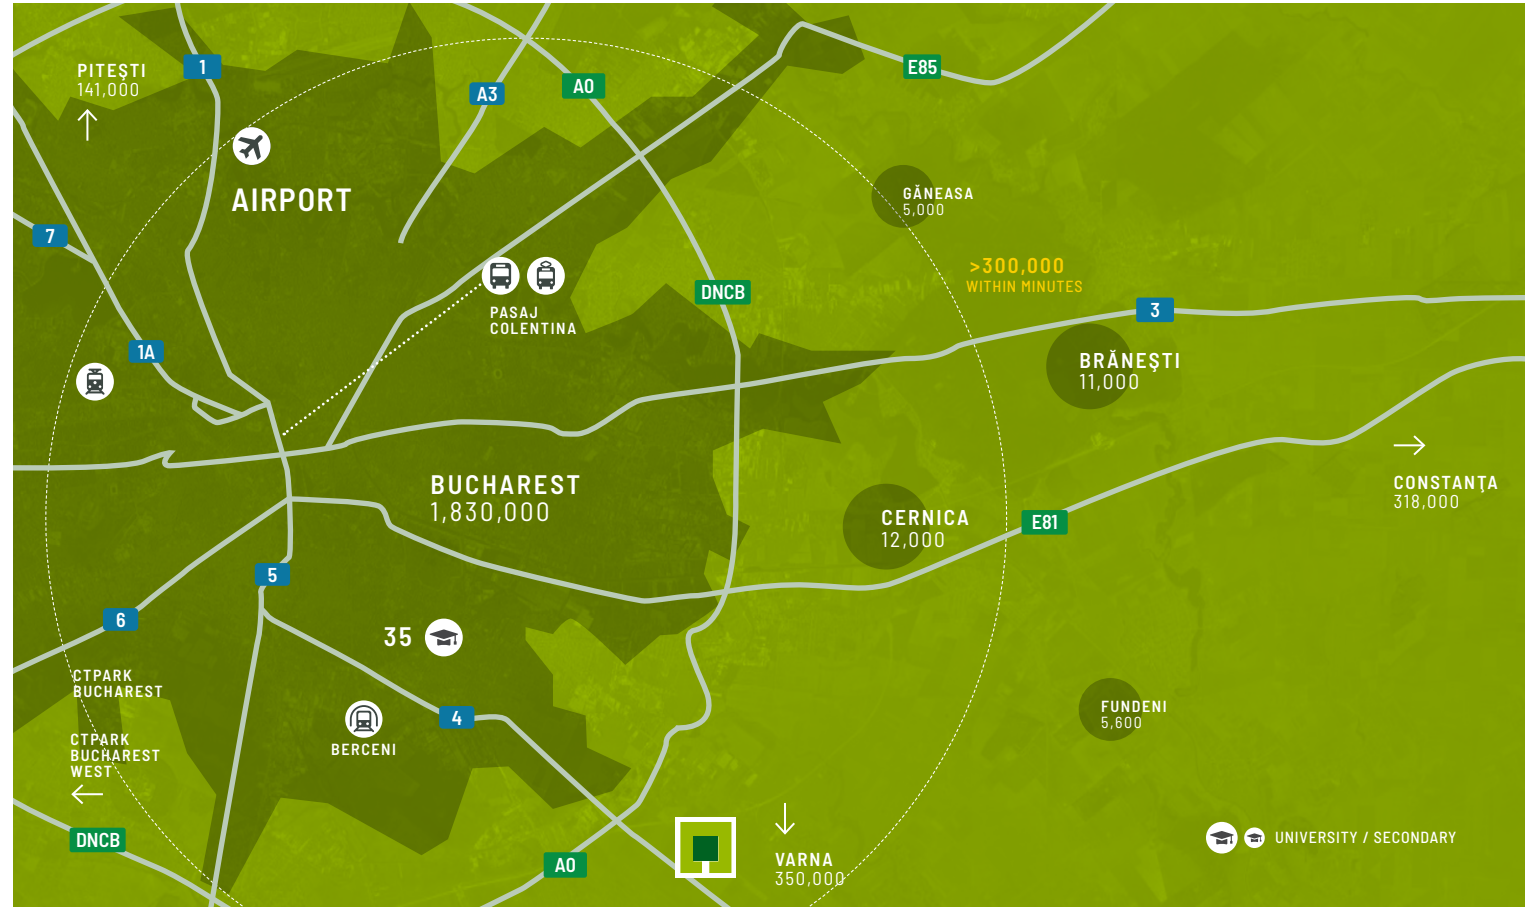 PITEȘTI
141,000
1
A3
A0
E85
AIRPORT
GĂNEASA
5,000
7
>300,000
WITHIN MINUTES
DNCB
PASAJ
COLENTINA
3
1A
BRĂNEȘTI
11,000
BUCHAREST
1,830,000
CONSTANȚA
318,000
CERNICA
12,000
E81
5
6
35
CTPARK
BUCHAREST
4
BERCENI
FUNDENI
5,600
CTPARK
BUCHAREST
WEST
DNCB
A0
VARNA
350,000
UNIVERSITY / SECONDARY